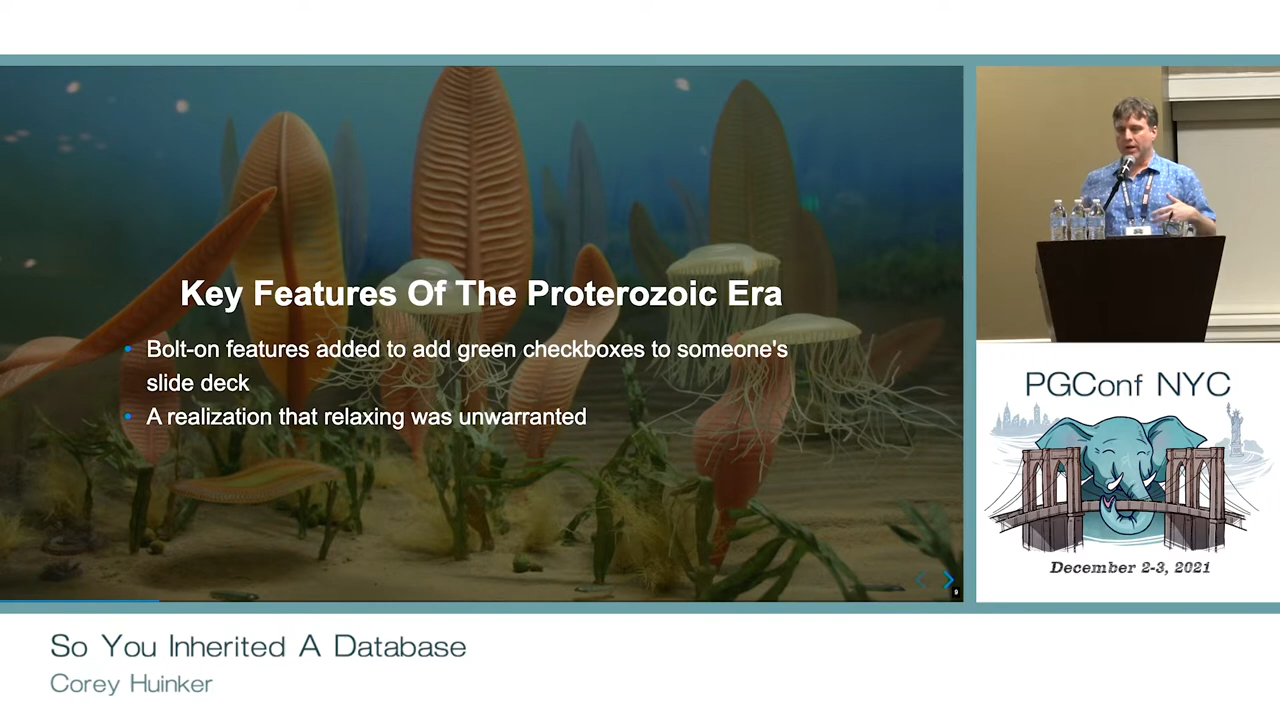 Key Features Of The Proterozoic Era
Bolt-on features added to add green checkboxes to someone's
slide deck
A realization that relaxing was unwarranted
9
PGConf NYC
December 2-3, 2021
So You Inherited A Database
Corey Huinker